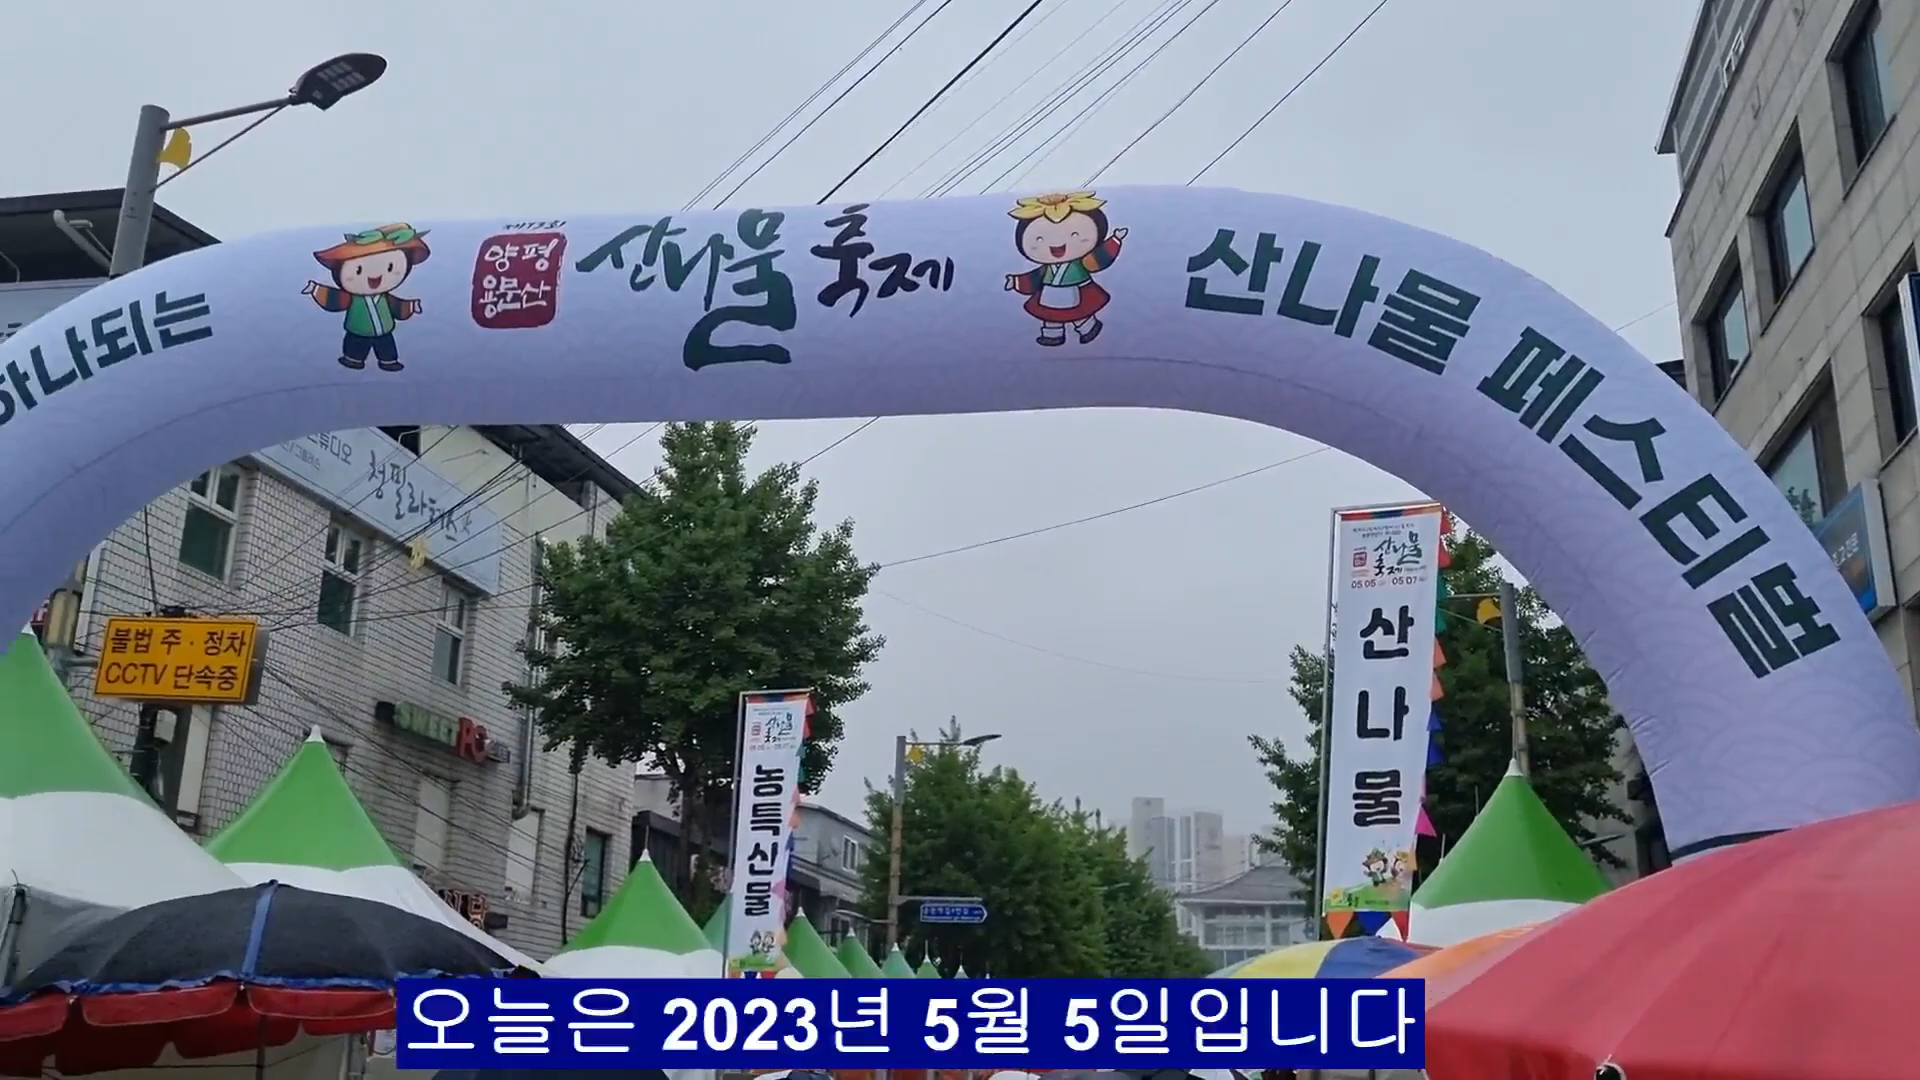 하나되는
제13회
양평
용문산
산나물 축제
산나물 페스티벌
청필라테스
불법 주·정차
CCTV 단속중
SWEET PC
산나물
축제
05.05 05.07
산나물
산나물
축제
농특산물
오늘은 2023년 5월 5일입니다